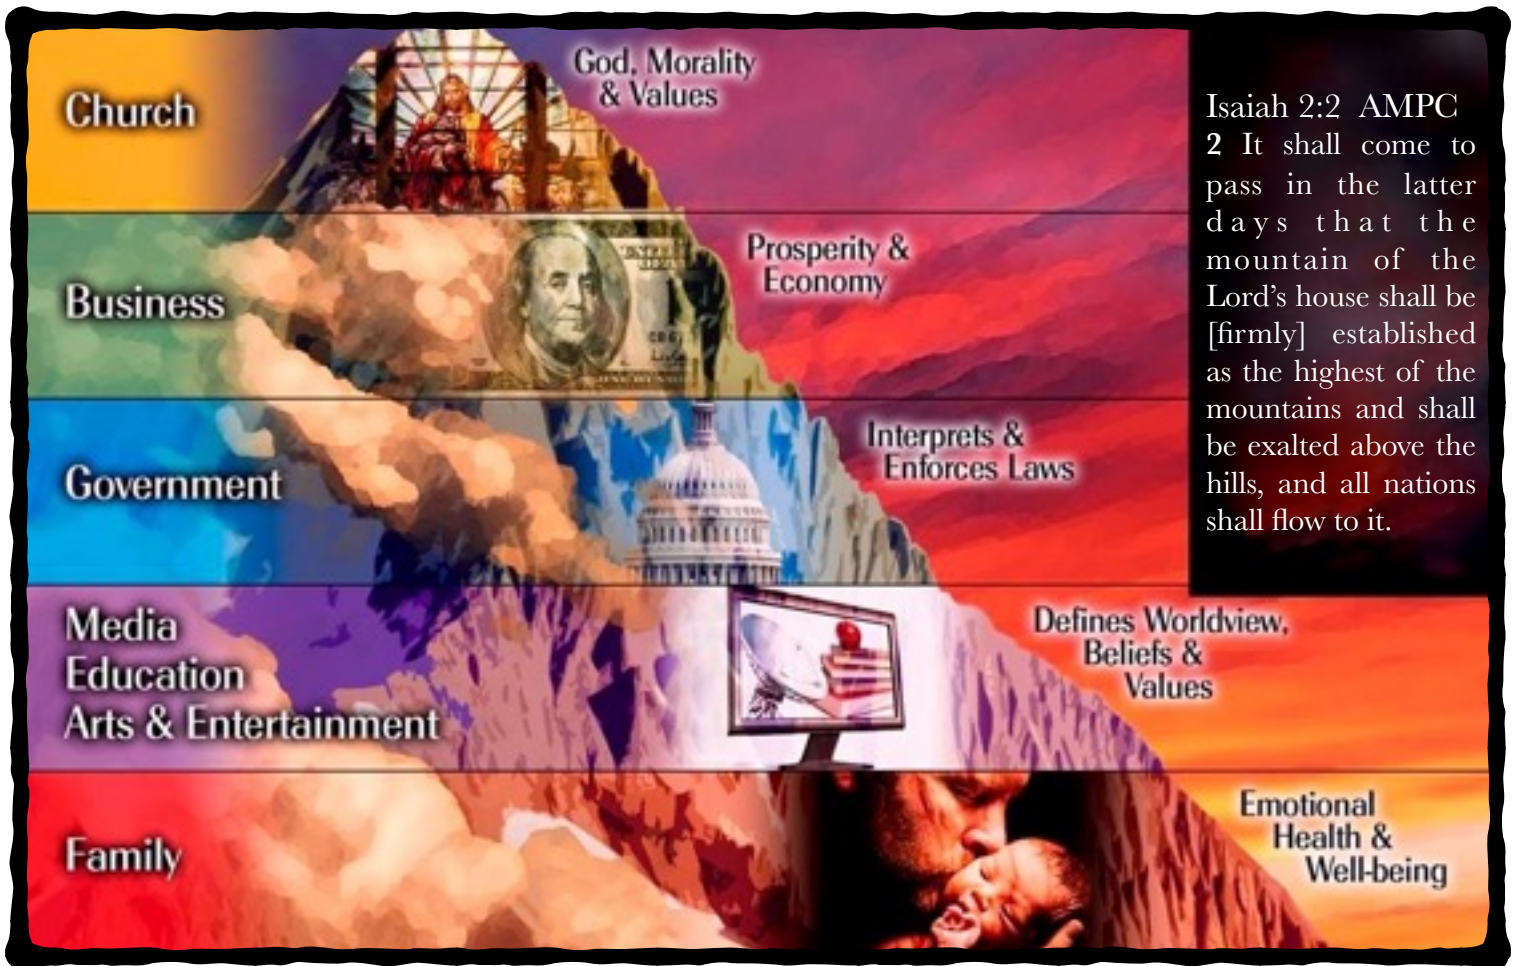 Church
God, Morality
& Values
Business
Prosperity &
Economy
Government
Interprets &
Enforces Laws
Media
Education
Arts & Entertainment
Defines Worldview,
Beliefs &
Values
Family
Emotional
Health &
Well-being
Isaiah 2:2 AMPC
2 It shall come to
pass in the latter
days that the
mountain of the
Lord’s house shall be
[firmly] established
as the highest of the
mountains and shall
be exalted above the
hills, and all nations
shall flow to it.